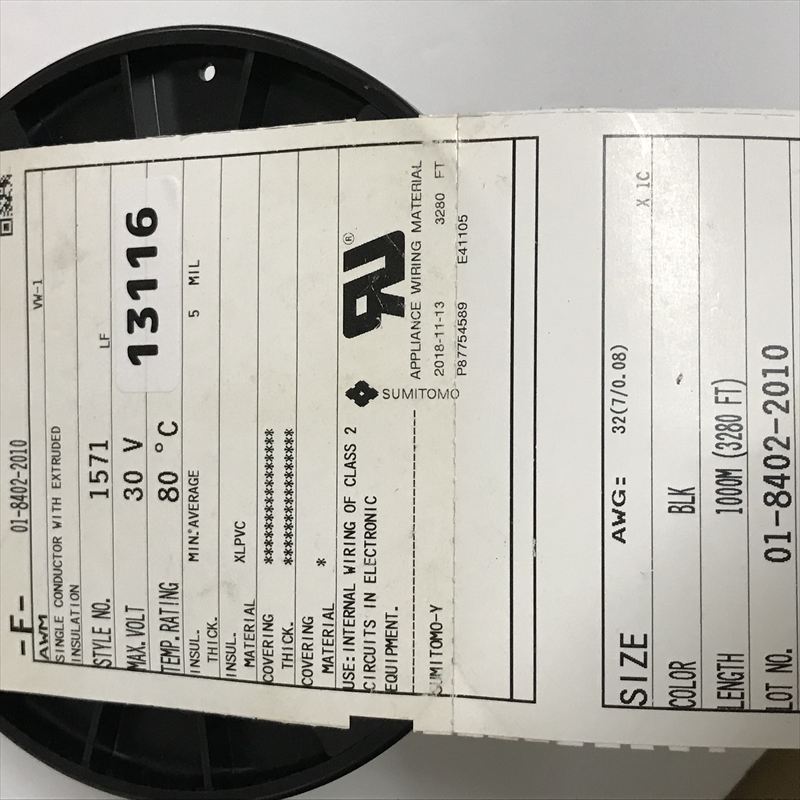 -F- 01-8402-2010
AWM VW-1
SINGLE CONDUCTOR WITH EXTRUDED
INSULATION
STYLE NO. 1571 LF
MAX.VOLT 30 V
13116
TEMP.RATING 80 °C
INSUL. MIN.AVERAGE 5 MIL
THICK.
INSUL. XLPVC
MATERIAL
COVERING ****************
THICK. ****************
COVERING
MATERIAL *
USE:INTERNAL WIRING OF CLASS 2
CIRCUITS IN ELECTRONIC
EQUIPMENT.
SUMITOMO
RU ®
APPLIANCE WIRING MATERIAL
2018-11-13 3280 FT
P87754589 E41105
SUMITOMO-Y
SIZE AWG: 32(7/0.08) X 1C
COLOR BLK
LENGTH 1000M (3280 FT)
LOT NO. 01-8402-2010